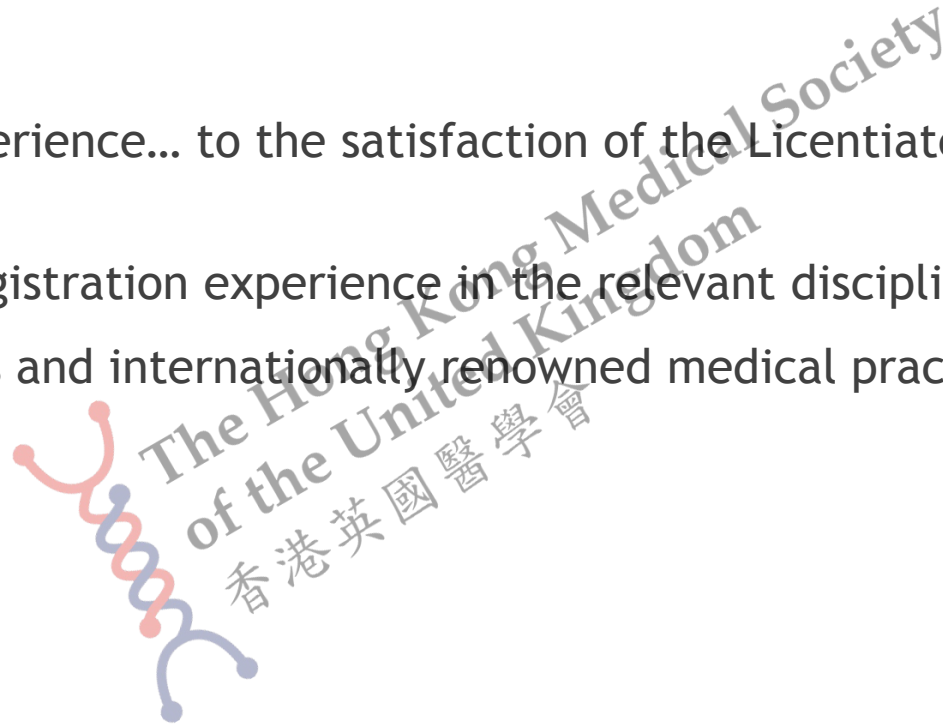 erience… to the satisfaction of the Licentiate
gistration experience in the relevant discipli
and internationally renowned medical prac
The Hong Kong Medical Society
of the United Kingdom
香港英國醫學會